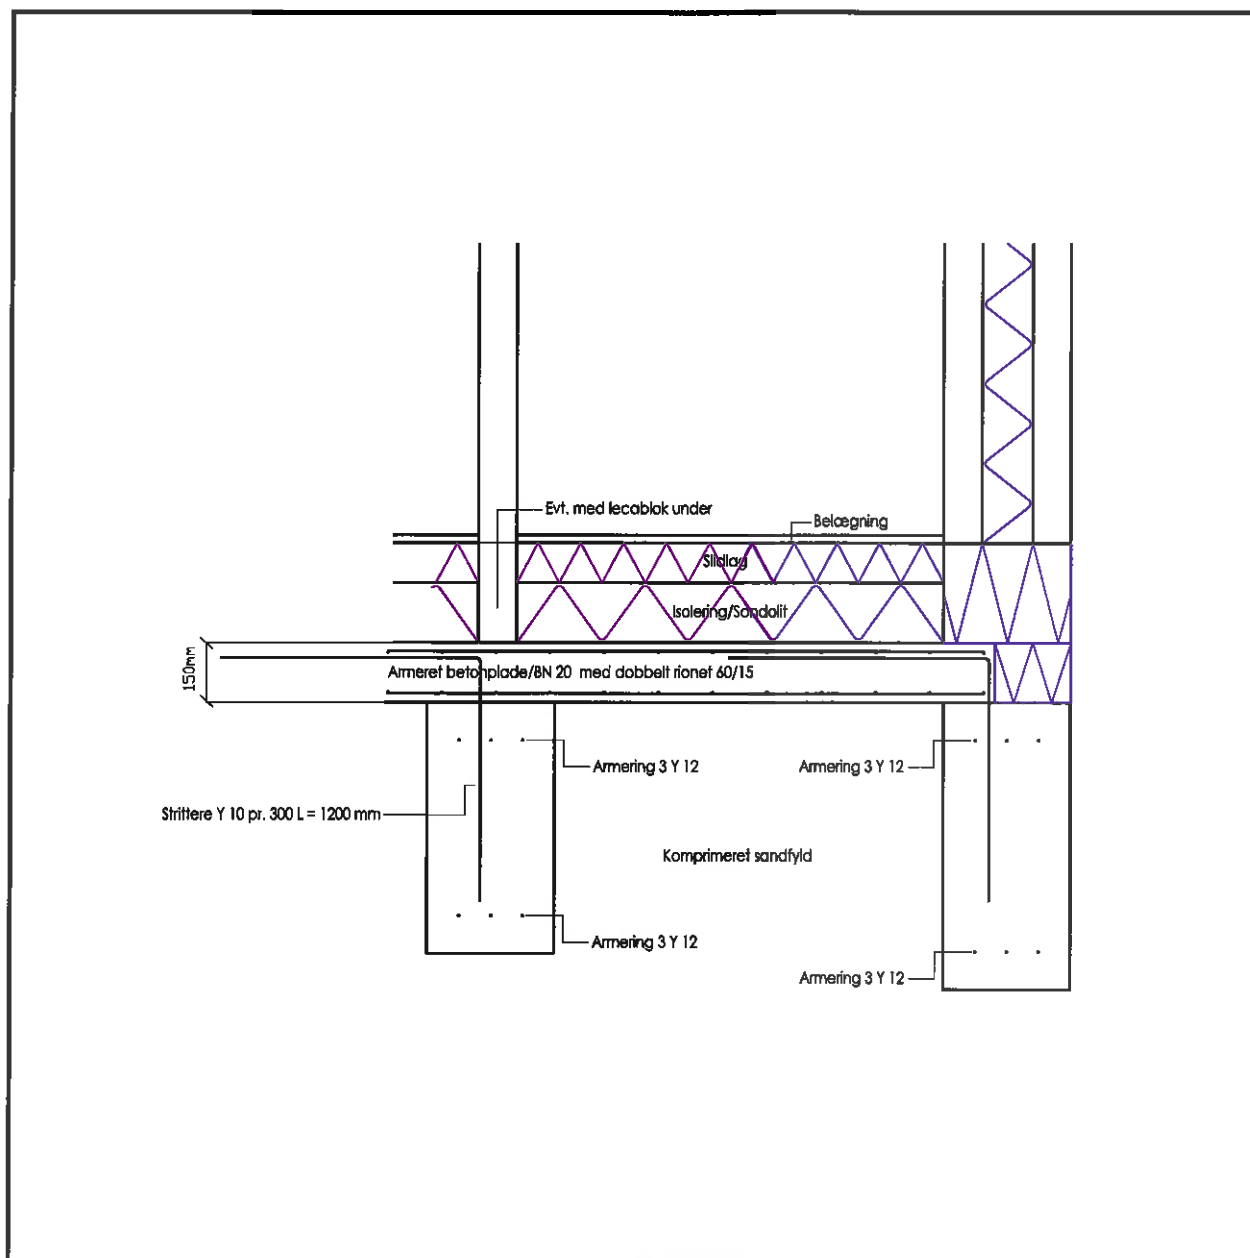 Evt. med lecablok under
Belægning
Slidlag
Isolering/Sundolit
150mm
Armeret betonplade/BN 20 med dobbelt rionet 60/15
Armering 3 Y 12
Armering 3 Y 12
Strittere Y 10 pr. 300 L = 1200 mm
Komprimeret sandfyld
Armering 3 Y 12
Armering 3 Y 12